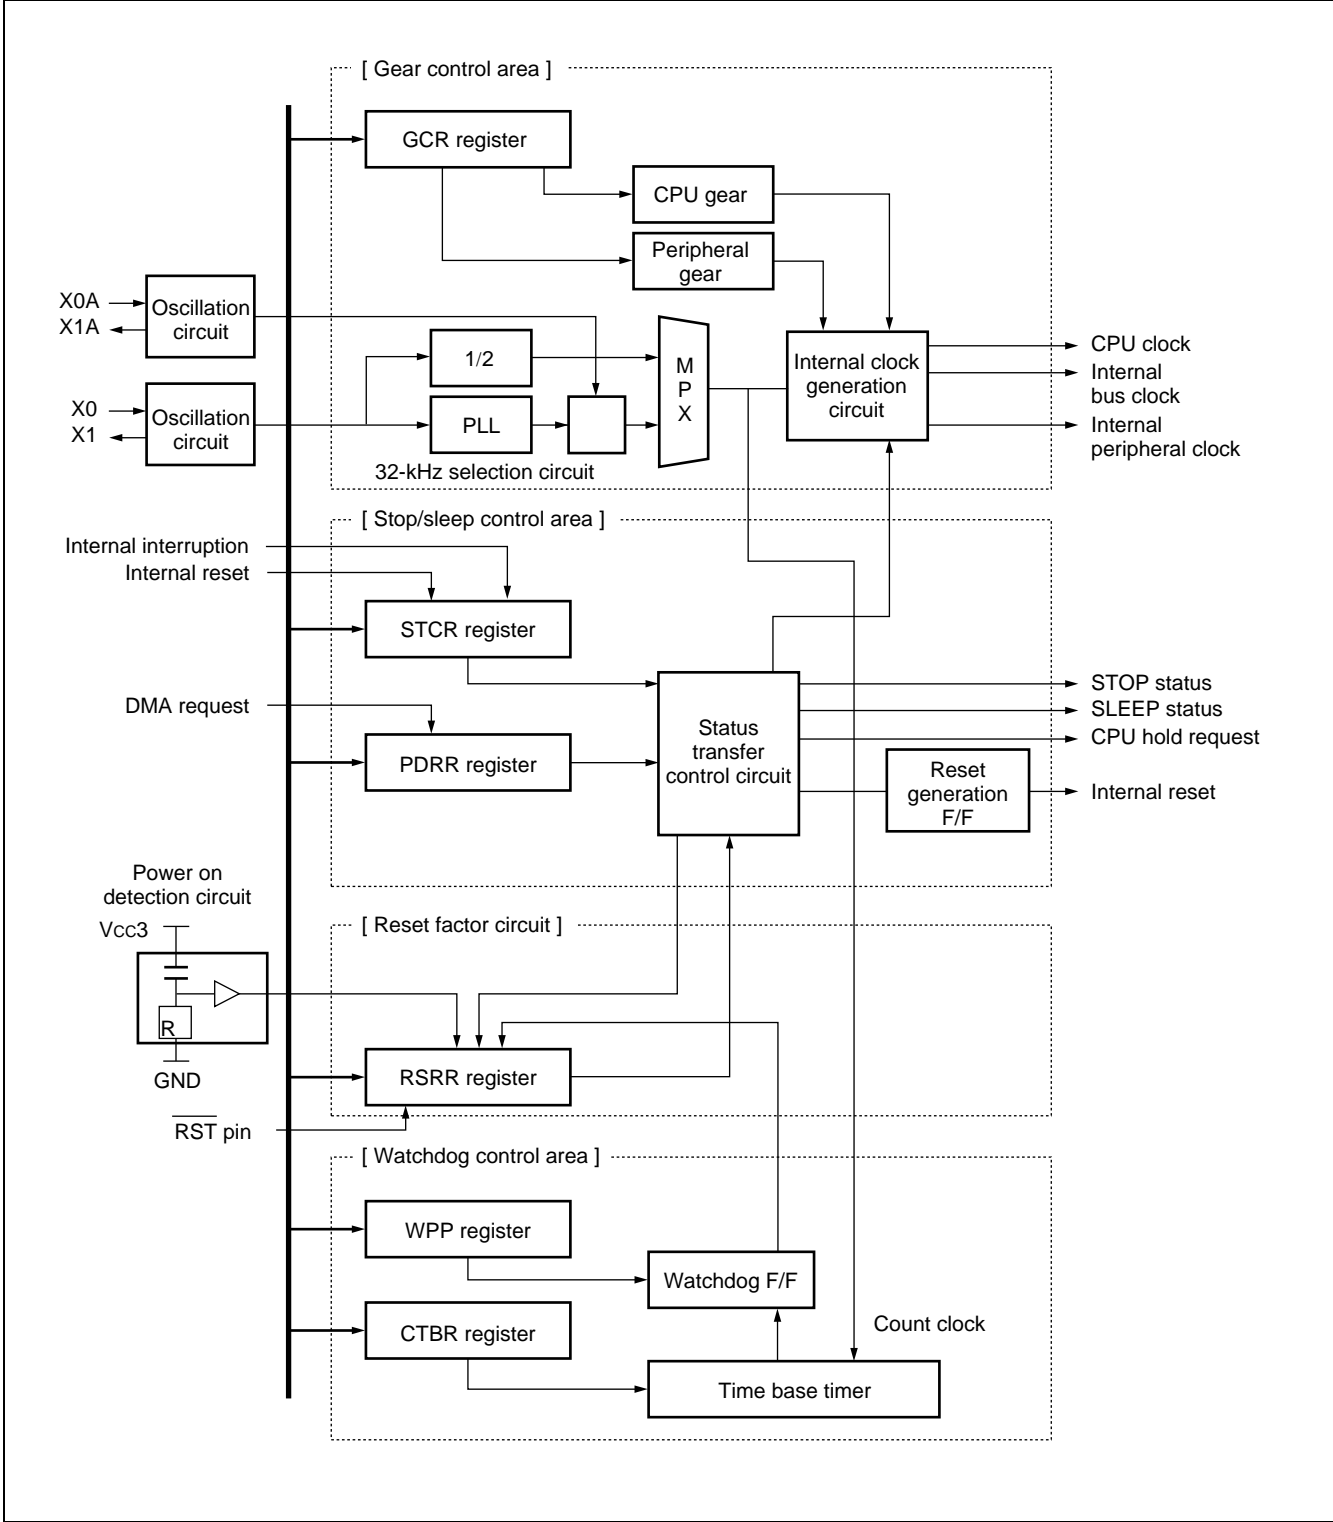 [ Gear control area ]
GCR register
CPU gear
Peripheral
gear
X0A
X1A
Oscillation
circuit
1/2
M
P
X
Internal clock
generation
circuit
CPU clock
Internal
bus clock
Internal
peripheral clock
X0
X1
Oscillation
circuit
PLL
32-kHz selection circuit
[ Stop/sleep control area ]
Internal interruption
Internal reset
STCR register
DMA request
PDRR register
Status
transfer
control circuit
STOP status
SLEEP status
CPU hold request
Reset
generation
F/F
Internal reset
Power on
detection circuit
VCC3
R
GND
[ Reset factor circuit ]
RSRR register
RST pin
[ Watchdog control area ]
WPP register
Watchdog F/F
CTBR register
Count clock
Time base timer